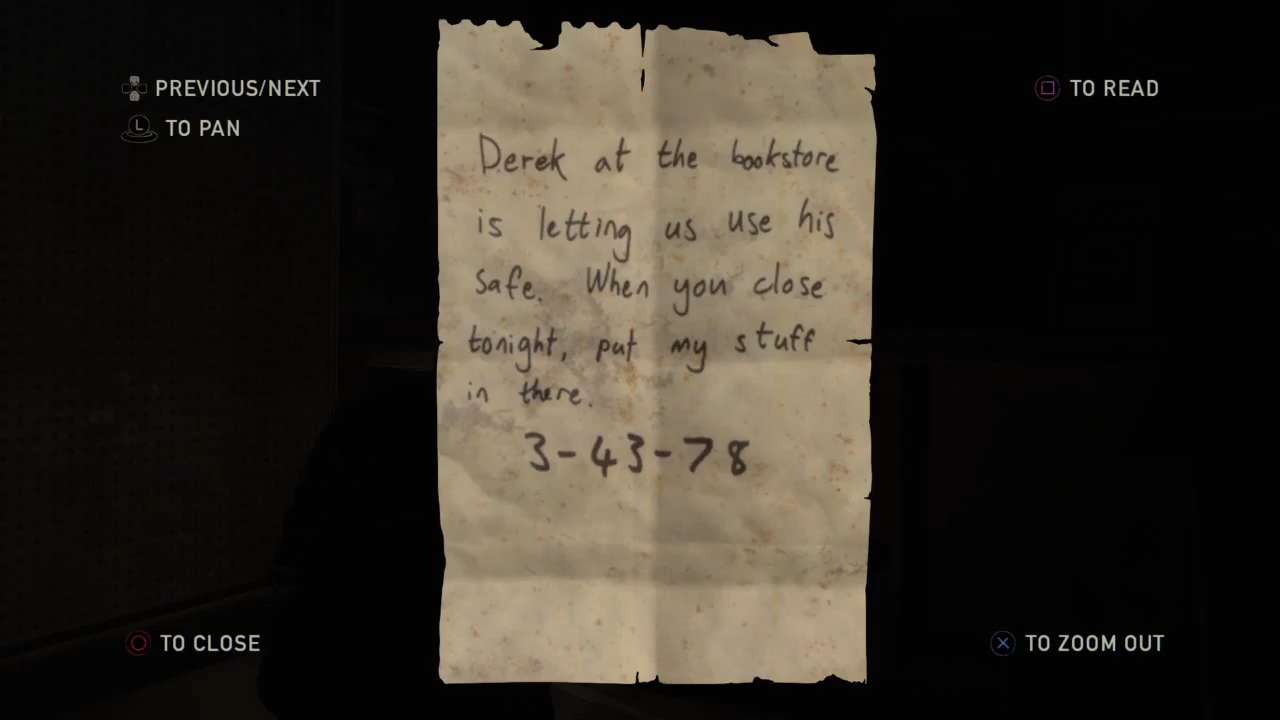 PREVIOUS/NEXT
L TO PAN
TO READ
Derek at the bookstore
is letting us use his
safe. When you close
tonight, put my stuff
in there.
3-43-78
TO CLOSE
TO ZOOM OUT